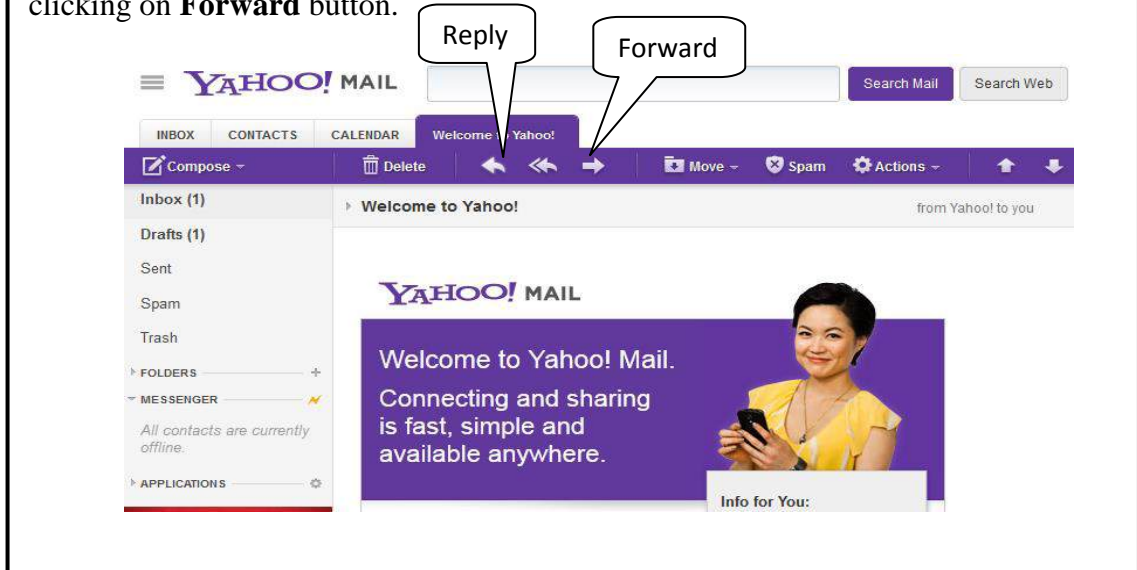 clicking on Forward button.
Reply
Forward
YAHOO! MAIL
Search Mail
Search Web
INBOX CONTACTS CALENDAR Welcome to Yahoo!
Compose Delete Move Spam Actions
Inbox (1)
Welcome to Yahoo! from Yahoo! to you
Drafts (1)
Sent
Spam
Trash
FOLDERS
MESSENGER
All contacts are currently
offline.
APPLICATIONS
YAHOO! MAIL
Welcome to Yahoo! Mail.
Connecting and sharing
is fast, simple and
available anywhere.
Info for You: